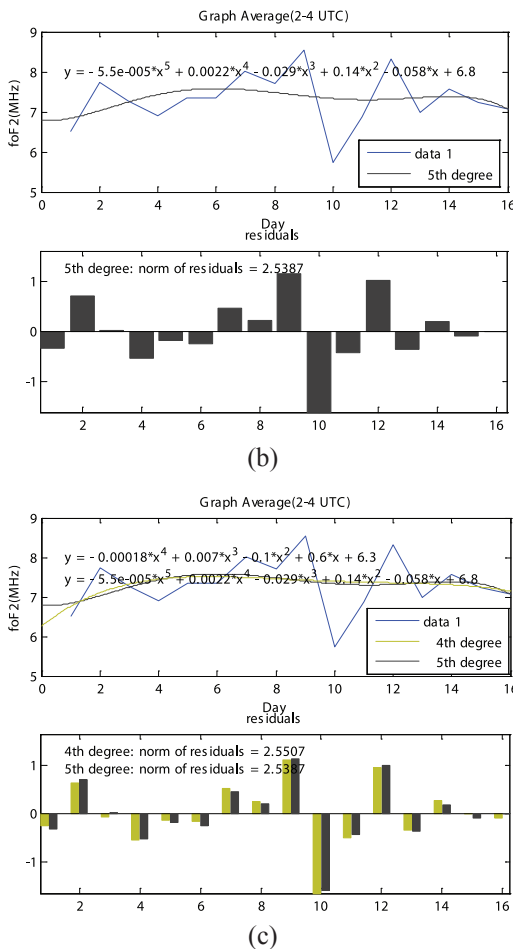 Graph Average(2-4 UTC)
9
8
7
6
5
foF2(MHz)
y = - 5.5e-005*x^5 + 0.0022*x^4 - 0.029*x^3 + 0.14*x^2 - 0.058*x + 6.8
data 1
5th degree
0 2 4 6 8 10 12 14 16
Day
residuals
5th degree: norm of residuals = 2.5387
1
0
-1
2 4 6 8 10 12 14 16
(b)
Graph Average(2-4 UTC)
9
8
7
6
5
foF2(MHz)
y = - 0.00018*x^4 + 0.007*x^3 - 0.1*x^2 + 0.6*x + 6.3
y = - 5.5e-005*x^5 + 0.0022*x^4 - 0.029*x^3 + 0.14*x^2 - 0.058*x + 6.8
data 1
4th degree
5th degree
0 2 4 6 8 10 12 14 16
Day
residuals
4th degree: norm of residuals = 2.5507
5th degree: norm of residuals = 2.5387
1
0
-1
2 4 6 8 10 12 14 16
(c)